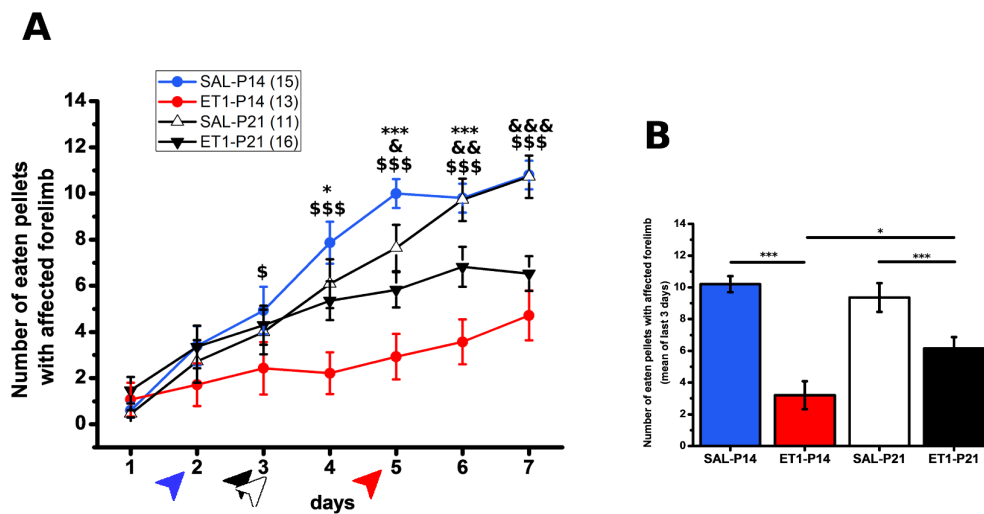 A
SAL-P14 (15)
ET1-P14 (13)
SAL-P21 (11)
ET1-P21 (16)
Number of eaten pellets
with affected forelimb
14
12
10
8
6
4
2
0
$
*
$$$
***
&
$$$
***
&&
$$$
&&&
$$$
1 2 3 4 5 6 7
days
B
Number of eaten pellets with affected forelimb
(mean of last 3 days)
14
12
10
8
6
4
2
0
*
*** ***
SAL-P14 ET1-P14 SAL-P21 ET1-P21